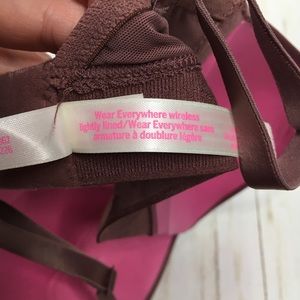 Wear Everywhere wireless
lightly lined/Wear Everywhere sans
armature à doublure légère